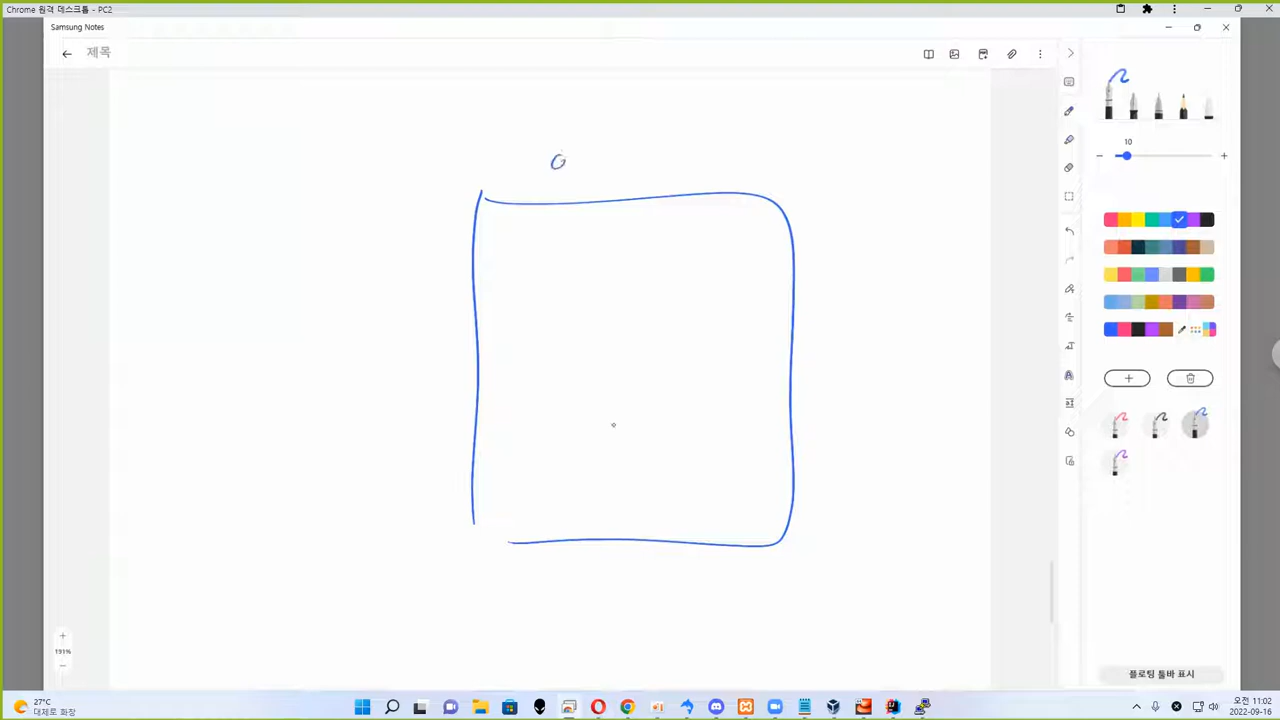 Chrome 원격 데스크톱 - PC2
Samsung Notes
제목
10
191%
플로팅 툴바 표시
27°C
대체로 화창
오전 11:02
2022-09-16